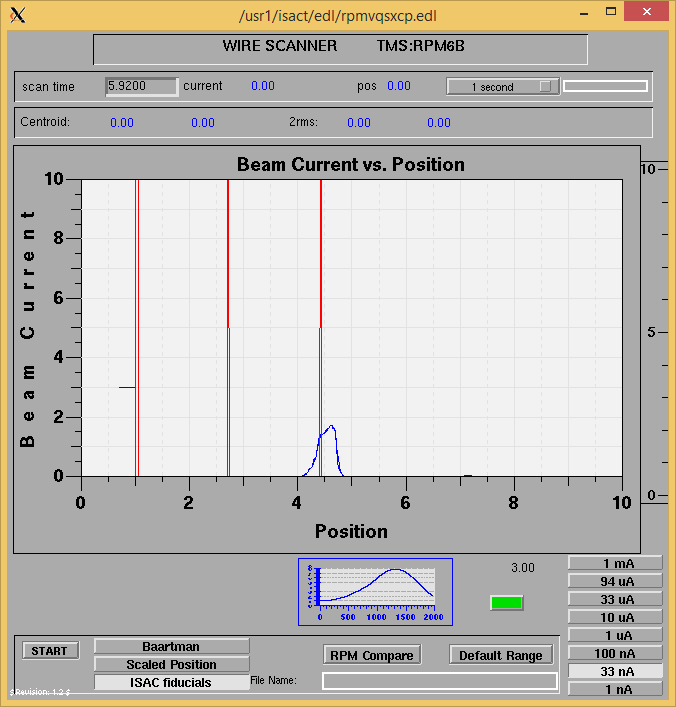 /usr1/isact/edl/rpmvqsxcp.edl
WIRE SCANNER TMS:RPM6B
scan time 5.9200 current 0.00 pos 0.00 1 second
Centroid: 0.00 0.00 2rms: 0.00 0.00
Beam Current vs. Position
10
8
6
4
2
0
Beam Current
0 2 4 6 8 10
Position
10
5
0
8
0 500 1000 1500 2000
3.00
1 mA
94 uA
33 uA
10 uA
1 uA
100 nA
33 nA
1 nA
START
Baartman
Scaled Position
ISAC fiducials
RPM Compare
Default Range
File Name:
$Revision: 1.2 $